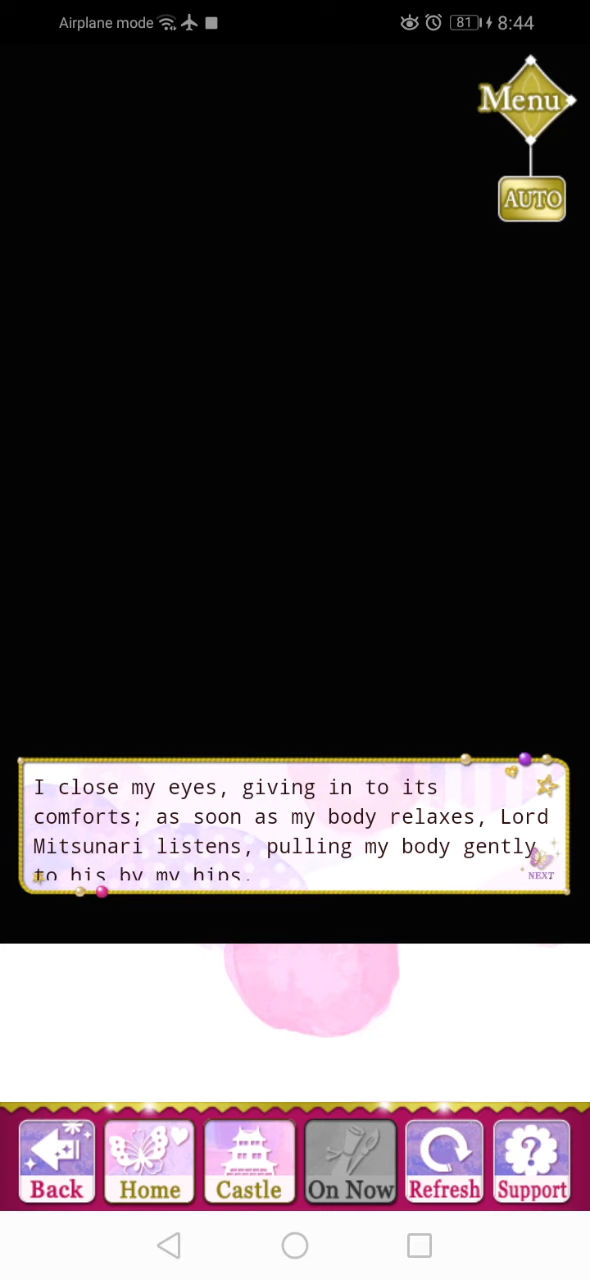 Airplane mode 81 8:44
Menu
AUTO
I close my eyes, giving in to its
comforts; as soon as my body relaxes, Lord
Mitsunari listens, pulling my body gently
to his by my hips.
NEXT
Back Home Castle On Now Refresh Support